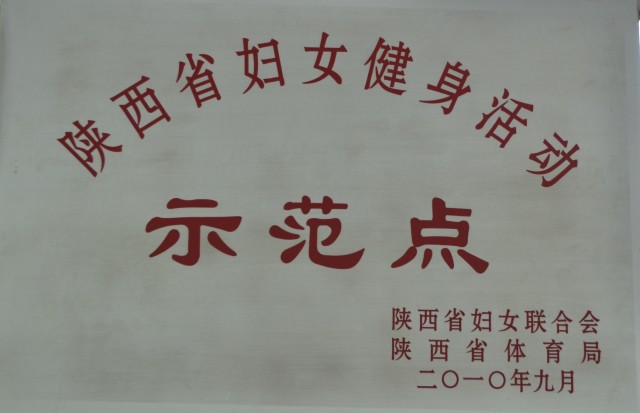 陕西省妇女健身活动
示范点
陕西省妇女联合会
陕西省体育局
二〇一〇年九月